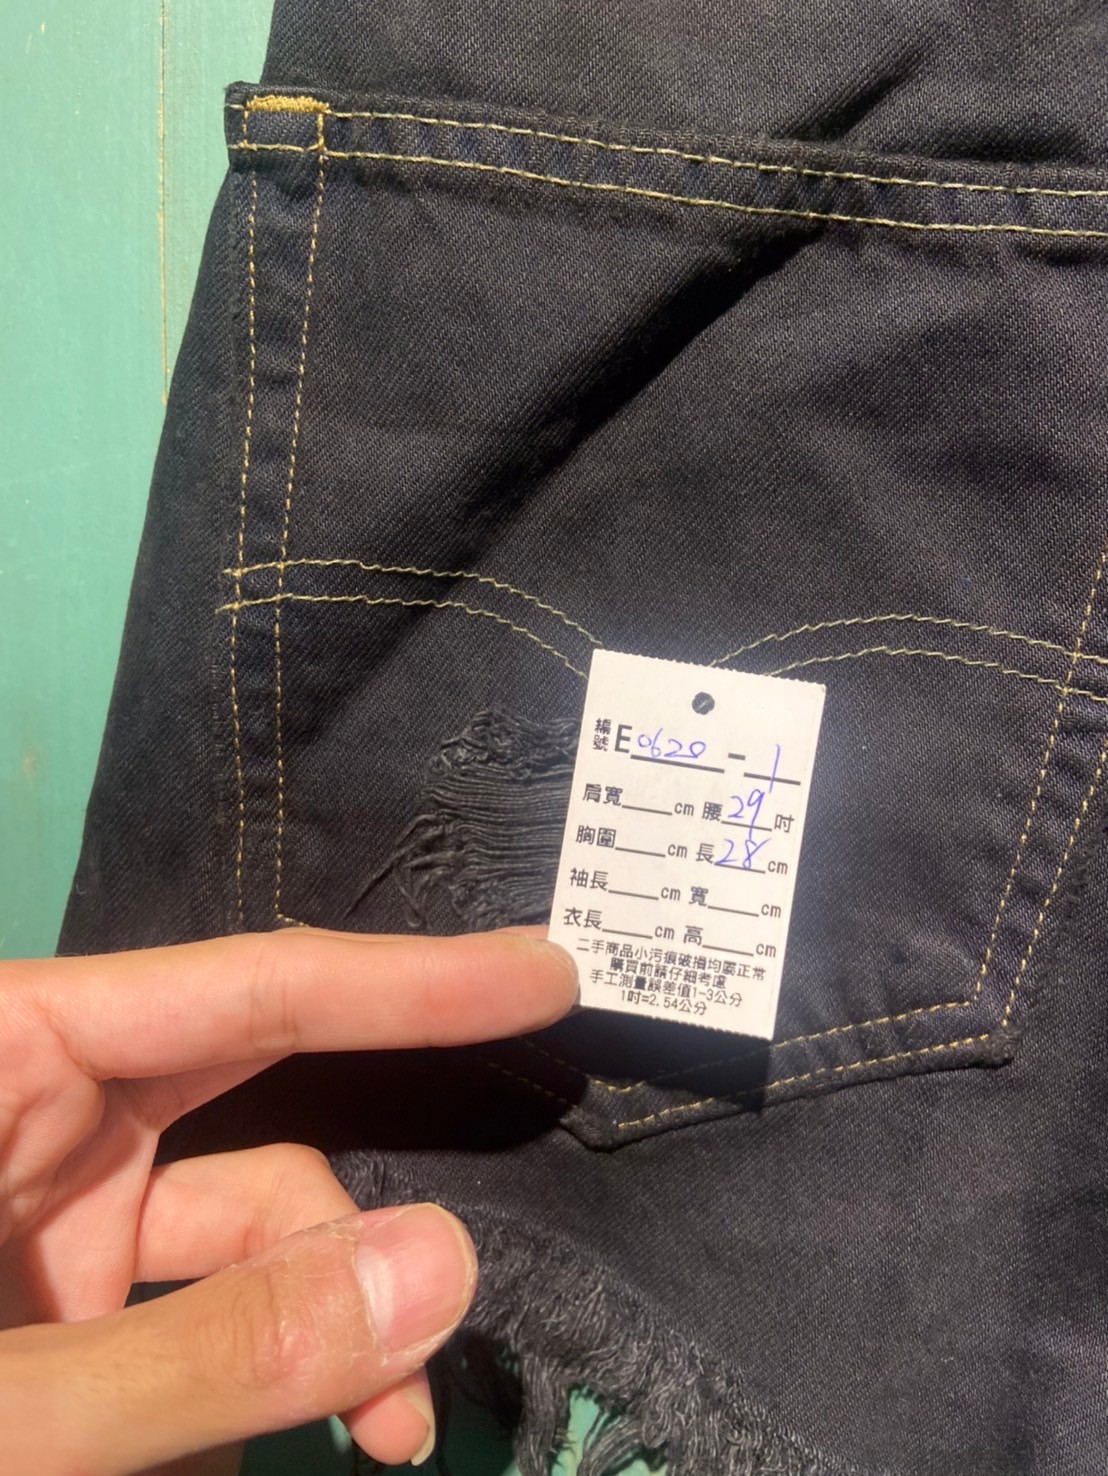 編號E0620-1
肩寬____cm 腰29吋
胸圍____cm 長28cm
袖長____cm 寬____cm
衣長____cm 高____cm
二手商品小污痕破損均屬正常
購買前請仔細考慮
手工測量誤差值1-3公分
1吋=2.54公分